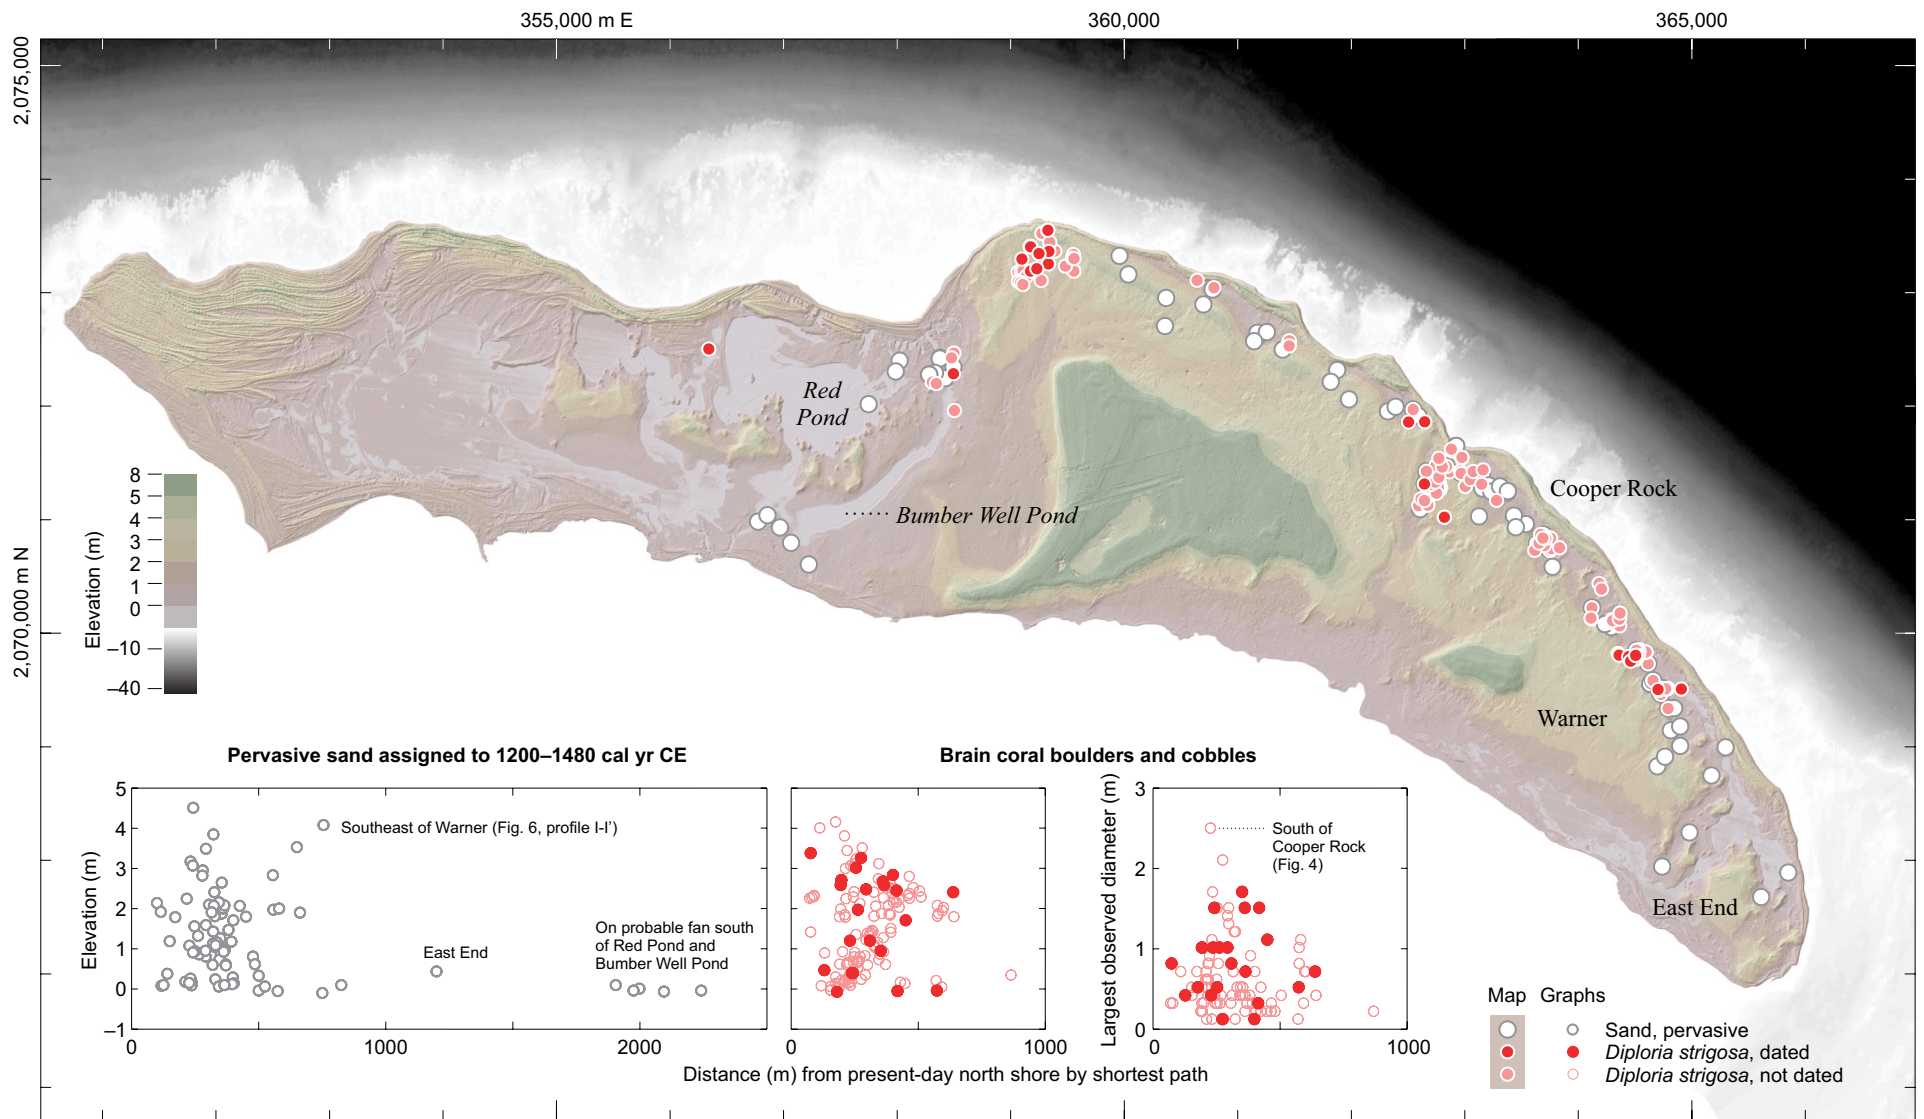 355,000 m E
360,000
365,000
2,075,000
2,070,000 m N
Red
Pond
Bumber Well Pond
Cooper Rock
Warner
East End
Elevation (m)
8
5
4
3
2
1
0
–10
–40
Pervasive sand assigned to 1200–1480 cal yr CE
Elevation (m)
5
4
3
2
1
0
–1
0
1000
2000
Southeast of Warner (Fig. 6, profile I-I’)
East End
On probable fan south
of Red Pond and
Bumber Well Pond
Brain coral boulders and cobbles
0
1000
Largest observed diameter (m)
3
2
1
0
0
1000
South of
Cooper Rock
(Fig. 4)
Distance (m) from present-day north shore by shortest path
Map Graphs
Sand, pervasive
Diploria strigosa, dated
Diploria strigosa, not dated